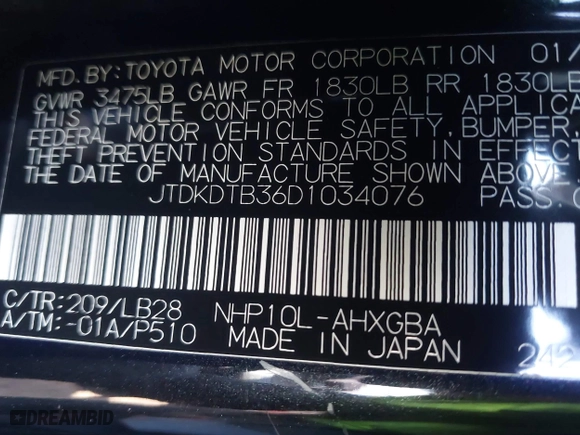 MFD.BY:TOYOTA MOTOR CORPORATION 01/
GVWR 3475LB GAWR FR 1830LB RR 1830LB
THIS VEHICLE CONFORMS TO ALL APPLICA
FEDERAL MOTOR VEHICLE SAFETY,BUMPER,
THEFT PREVENTION STANDARDS IN EFFECT
THE DATE OF MANUFACTURE SHOWN ABOVE.
JTDKDTB36D1034076 PASS.
C/TR:209/LB28 NHP10L-AHXGBA
A/TM:-01A/P510 MADE IN JAPAN 242
DREAMBID